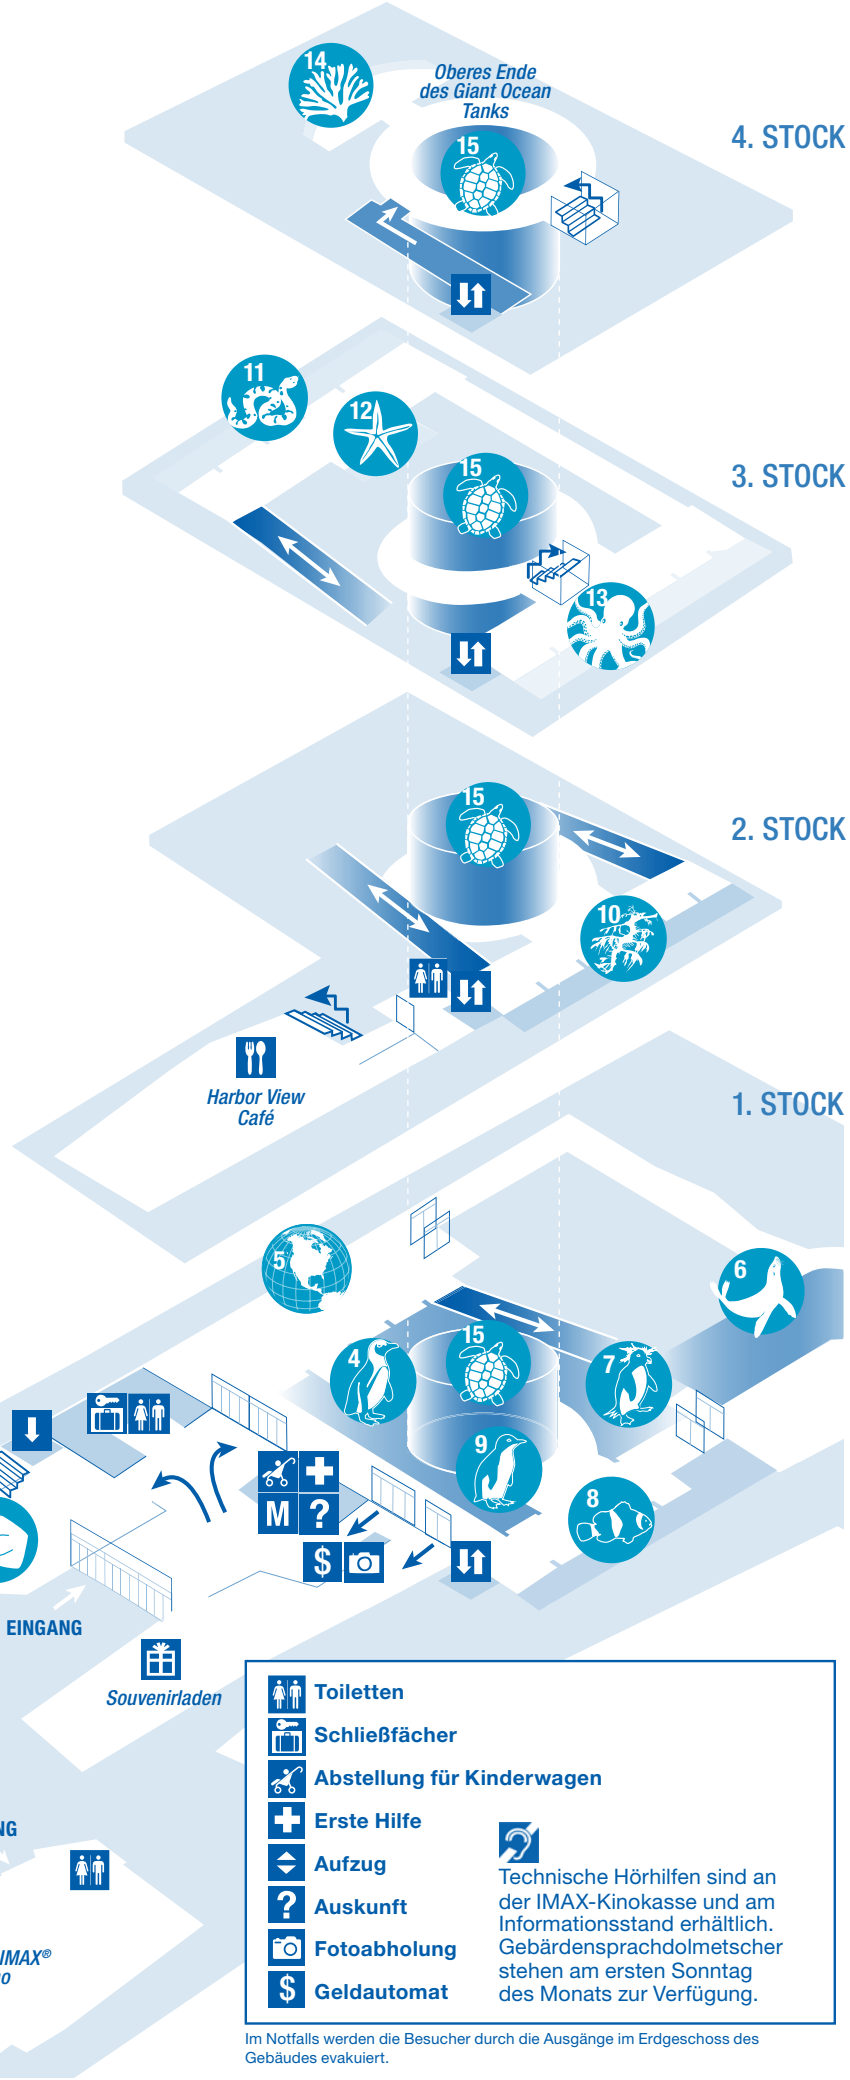 14
Oberes Ende
des Giant Ocean
Tanks
4. STOCK
15
11
12
15
3. STOCK
13
15
2. STOCK
10
Harbor View
Café
1. STOCK
5
6
4
15
7
9
8
M ?
$
EINGANG
Souvenirladen
Toiletten
Schließfächer
Abstellung für Kinderwagen
Erste Hilfe
Aufzug
? Auskunft
Fotoabholung
$ Geldautomat
Technische Hörhilfen sind an
der IMAX-Kinokasse und am
Informationsstand erhältlich.
Gebärdensprachdolmetscher
stehen am ersten Sonntag
des Monats zur Verfügung.
NG
IMAX®
Im Notfalls werden die Besucher durch die Ausgänge im Erdgeschoss des
Gebäudes evakuiert.